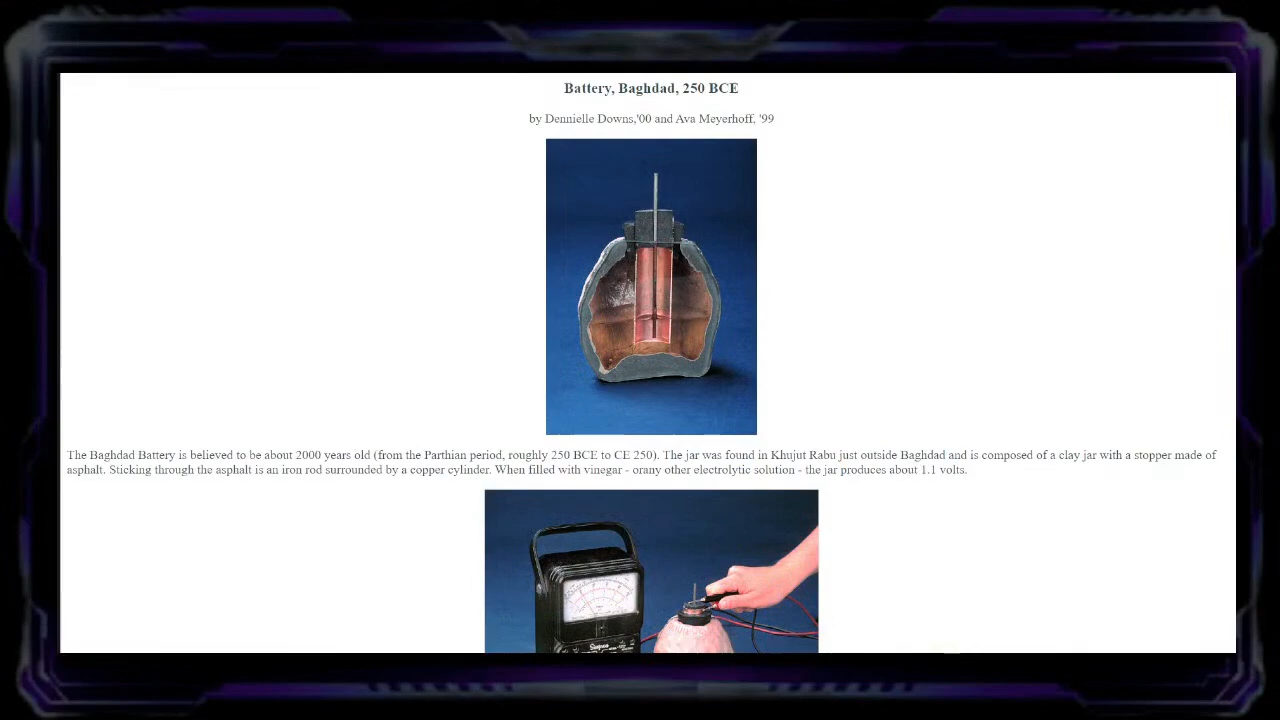 Battery, Baghdad, 250 BCE
by Dennielle Downs,'00 and Ava Meyerhoff, '99
The Baghdad Battery is believed to be about 2000 years old (from the Parthian period, roughly 250 BCE to CE 250). The jar was found in Khujut Rabu just outside Baghdad and is composed of a clay jar with a stopper made of
asphalt. Sticking through the asphalt is an iron rod surrounded by a copper cylinder. When filled with vinegar - orany other electrolytic solution - the jar produces about 1.1 volts.
Simpson